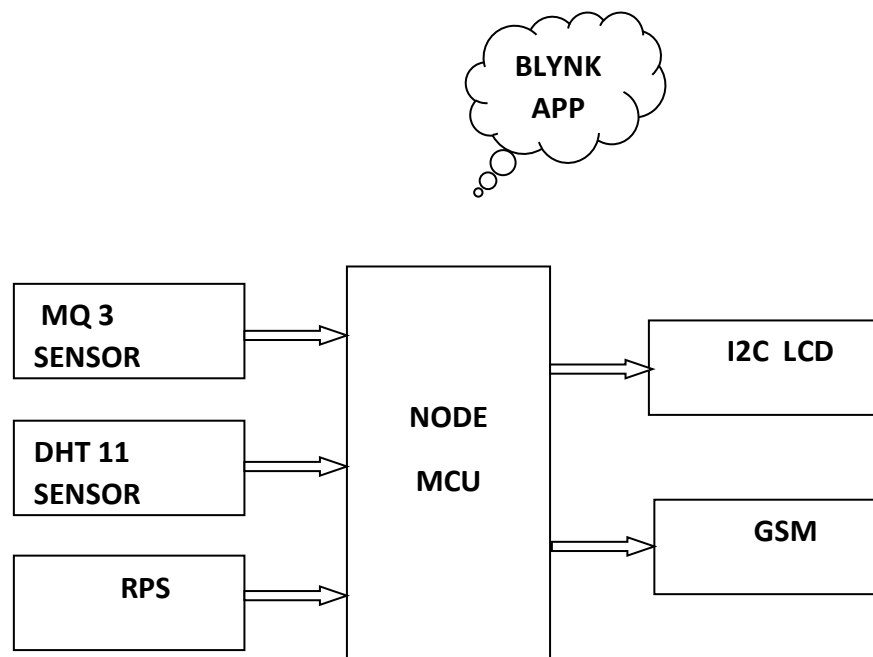 BLYNK
APP
MQ 3
SENSOR
DHT 11
SENSOR
RPS
NODE
MCU
I2C LCD
GSM